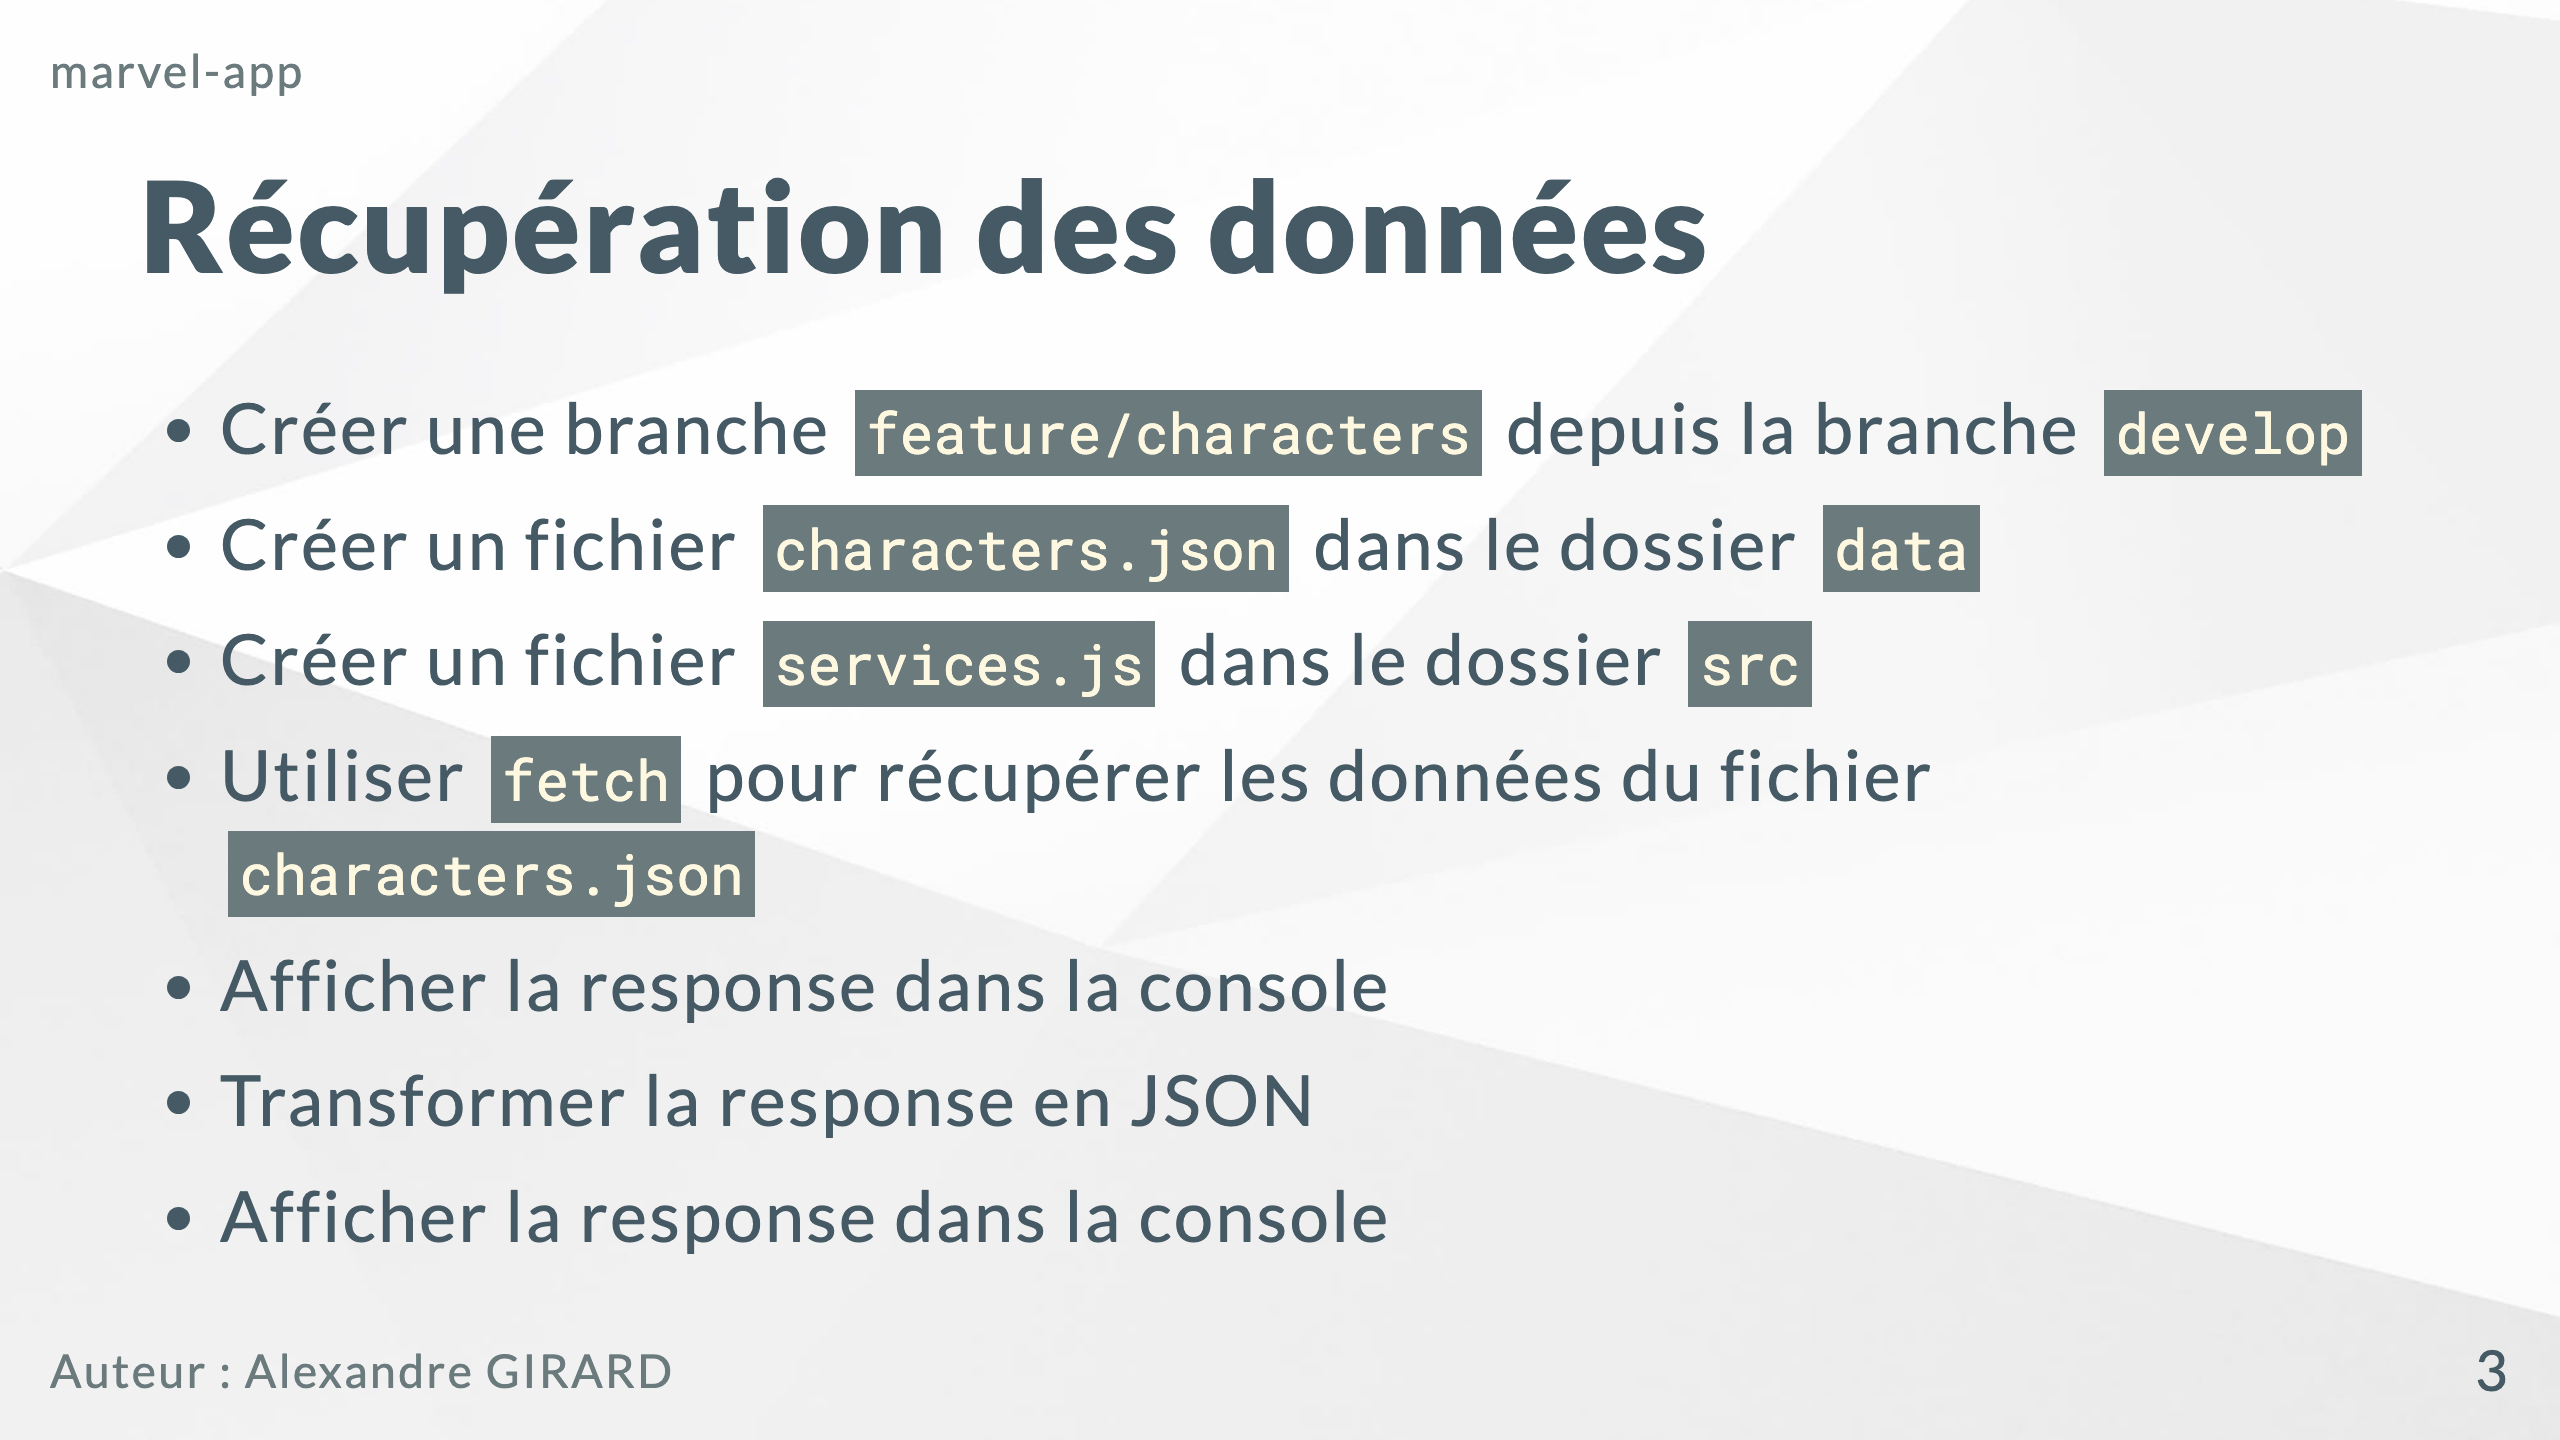 marvel-app
Récupération des données
• Créer une branche feature/characters depuis la branche develop
• Créer un fichier characters.json dans le dossier data
• Créer un fichier services.js dans le dossier src
• Utiliser fetch pour récupérer les données du fichier
characters.json
• Afficher la response dans la console
• Transformer la response en JSON
• Afficher la response dans la console
Auteur : Alexandre GIRARD
3